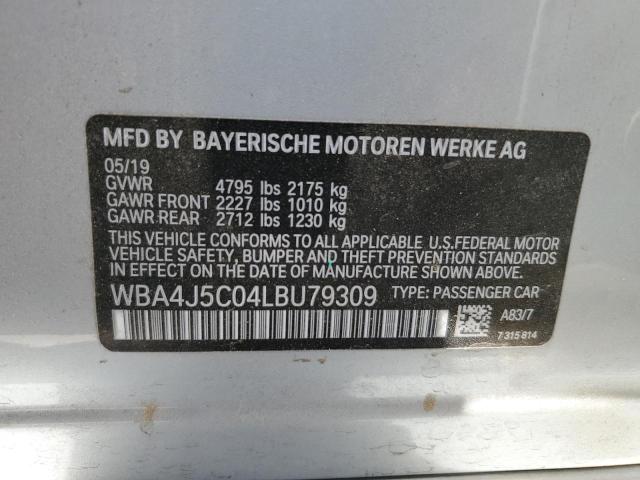 MFD BY BAYERISCHE MOTOREN WERKE AG
05/19
GVWR 4795 lbs 2175 kg
GAWR FRONT 2227 lbs 1010 kg
GAWR REAR 2712 lbs 1230 kg
THIS VEHICLE CONFORMS TO ALL APPLICABLE U.S.FEDERAL MOTOR
VEHICLE SAFETY, BUMPER AND THEFT PREVENTION STANDARDS
IN EFFECT ON THE DATE OF MANUFACTURE SHOWN ABOVE.
WBA4J5C04LBU79309 TYPE: PASSENGER CAR
A83/7
7 315 814